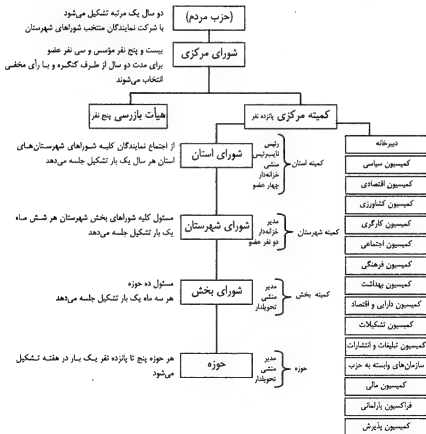 (حزب مردم)
دو سال یک مرتبه تشکیل می‌شود
با شرکت نمایندگان منتخب شوراهای شهرستان
شورای مرکزی
بیست و پنج نفر مؤسس و سی نفر عضو
برای مدت دو سال از طرف کنگره و با رأی مخفی
انتخاب می‌شوند
کمیته مرکزی پانزده نفر
هیأت بازرسی پنج نفر
شورای استان
از اجتماع نمایندگان کلیه شوراهای شهرستان‌های
استان هر سال یک بار تشکیل جلسه می‌دهد
کمیته استان
رئیس
نایب‌رئیس
منشی
خزانه‌دار
چهار عضو
شورای شهرستان
مسئول کلیه شوراهای بخش شهرستان هر شش ماه
یک بار تشکیل جلسه می‌دهد
کمیته شهرستان
مدیر
خزانه‌دار
دو نفر عضو
شورای بخش
مسئول ده حوزه
هر سه ماه یک بار تشکیل جلسه می‌دهد
کمیته بخش
مدیر
منشی
تحویلدار
حوزه
هر حوزه پنج تا پانزده نفر یک بار در هفته تشکیل
می‌شود
حوزه
مدیر
منشی
تحویلدار
دبیرخانه
کمیسیون سیاسی
کمیسیون اقتصادی
کمیسیون کشاورزی
کمیسیون کارگری
کمیسیون اجتماعی
کمیسیون فرهنگی
کمیسیون بهداشت
کمیسیون دارایی و اقتصاد
کمیسیون تشکیلات
کمیسیون تبلیغات و انتشارات
سازمان‌های وابسته به حزب
کمیسیون مالی
فراکسیون پارلمانی
کمیسیون پذیرش